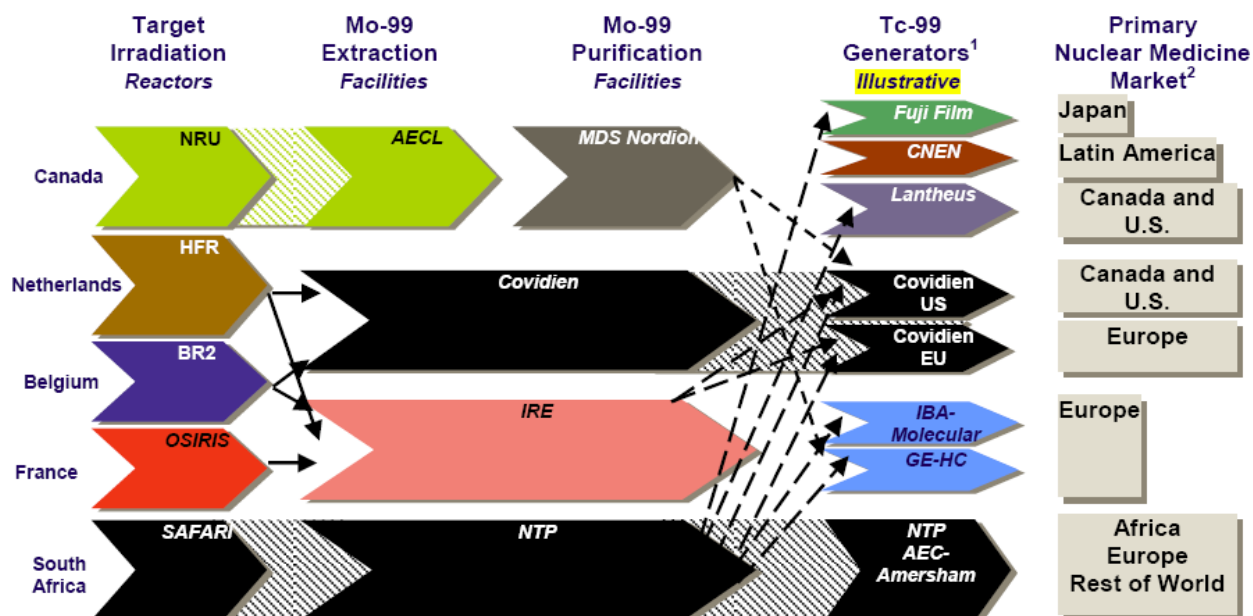 Target
Irradiation
Reactors
Mo-99
Extraction
Facilities
Mo-99
Purification
Facilities
Tc-99
Generators1
Illustrative
Primary
Nuclear Medicine
Market2
Canada
NRU
AECL
MDS Nordion
Fuji Film
CNEN
Lantheus
Japan
Latin America
Canada and
U.S.
Netherlands
HFR
Covidien
Covidien
US
Canada and
U.S.
Belgium
BR2
Covidien
EU
Europe
France
OSIRIS
IRE
IBA-
Molecular
GE-HC
Europe
South
Africa
SAFARI
NTP
NTP
AEC-
Amersham
Africa
Europe
Rest of World